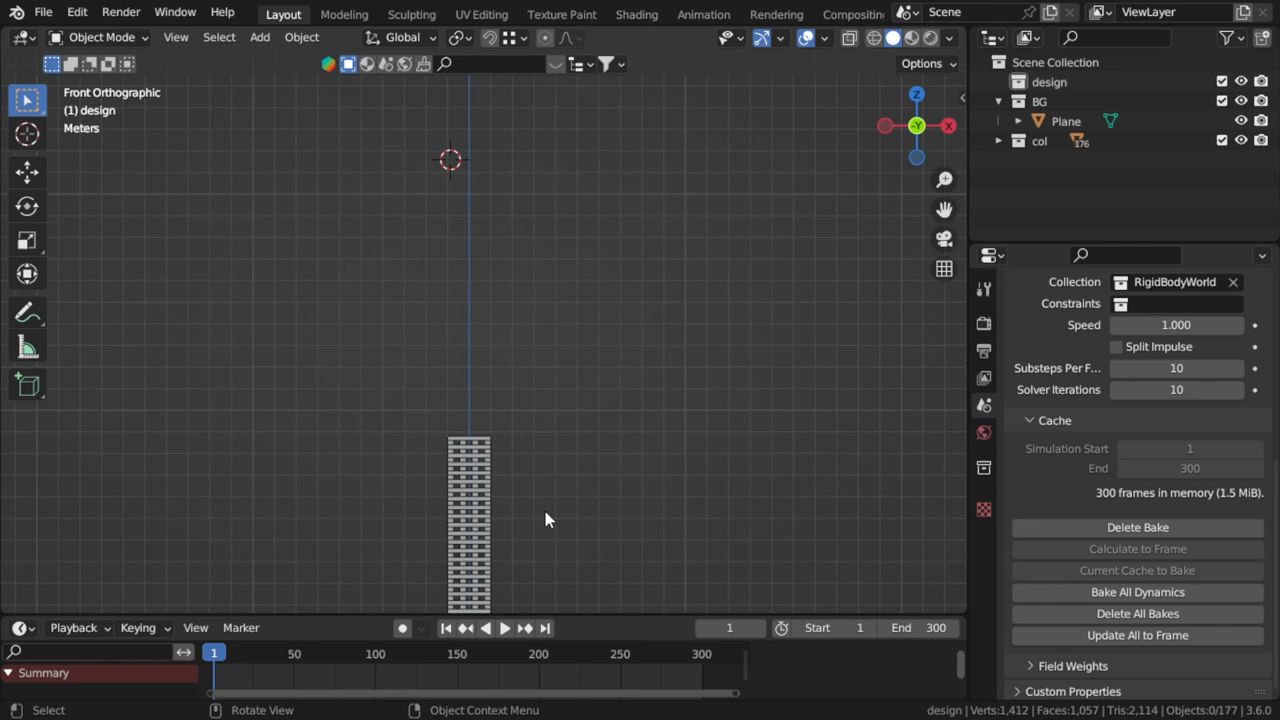 File Edit Render Window Help Layout Modeling Sculpting UV Editing Texture Paint Shading Animation Rendering Compositing Scene ViewLayer
Object Mode View Select Add Object Global
Options
Front Orthographic
(1) design
Meters
Z
-Y
X
Scene Collection
design
BG
Plane
col 176
Collection RigidBodyWorld
Constraints
Speed 1.000
Split Impulse
Substeps Per F... 10
Solver Iterations 10
Cache
Simulation Start 1
End 300
300 frames in memory (1.5 MiB).
Delete Bake
Calculate to Frame
Current Cache to Bake
Bake All Dynamics
Delete All Bakes
Update All to Frame
Field Weights
Custom Properties
Playback Keying View Marker 1 Start 1 End 300
1 50 100 150 200 250 300
Summary
Select Rotate View Object Context Menu design | Verts:1,412 | Faces:1,057 | Tris:2,114 | Objects:0/177 | 3.6.0